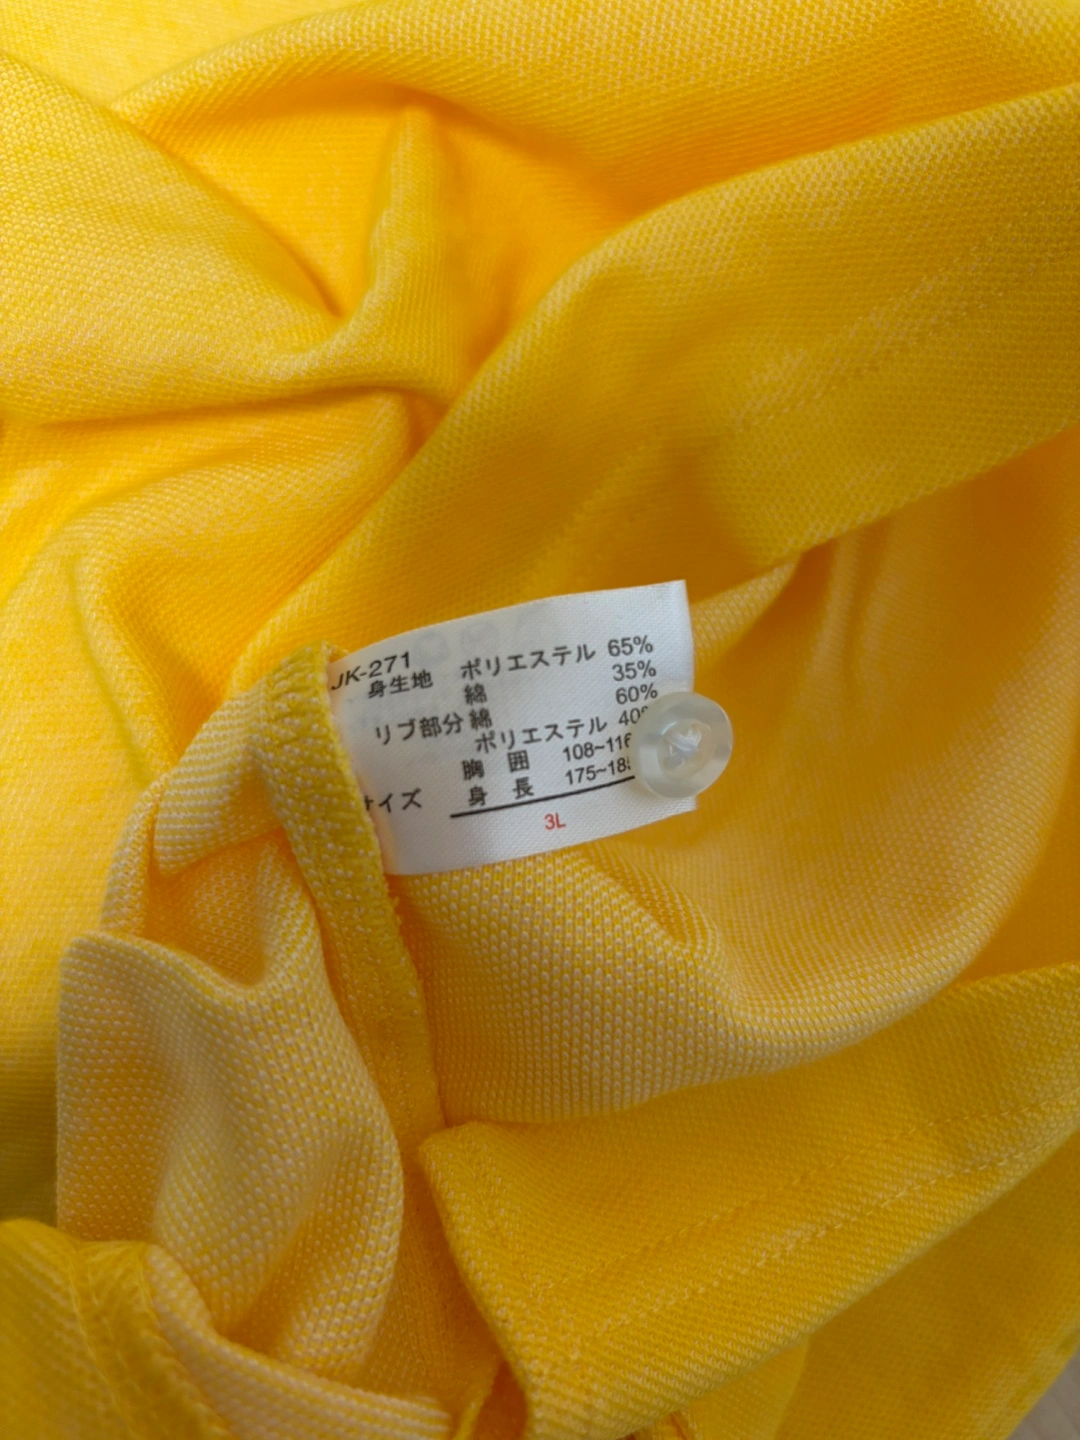 JK-271
身生地 ポリエステル 65%
綿 35%
リブ部分 綿 60%
ポリエステル
胸 囲
身 長
3L